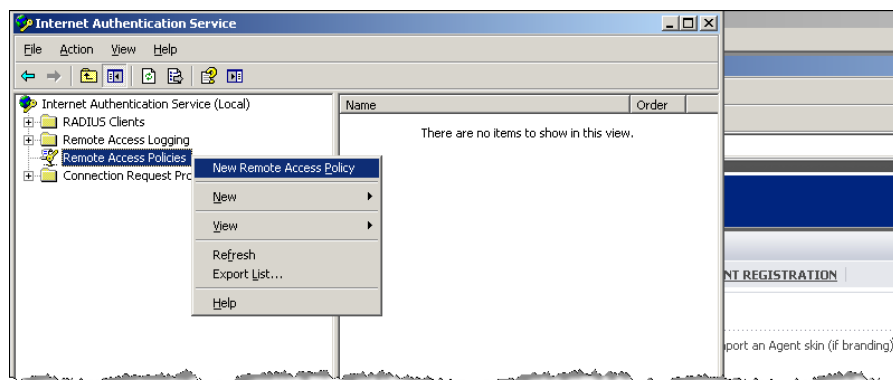 Internet Authentication Service
File Action View Help
Internet Authentication Service (Local)
RADIUS Clients
Remote Access Logging
Remote Access Policies
Connection Request Pro
Name Order
There are no items to show in this view.
New Remote Access Policy
New
View
Refresh
Export List...
Help
NT REGISTRATION
port an Agent skin (if branding)